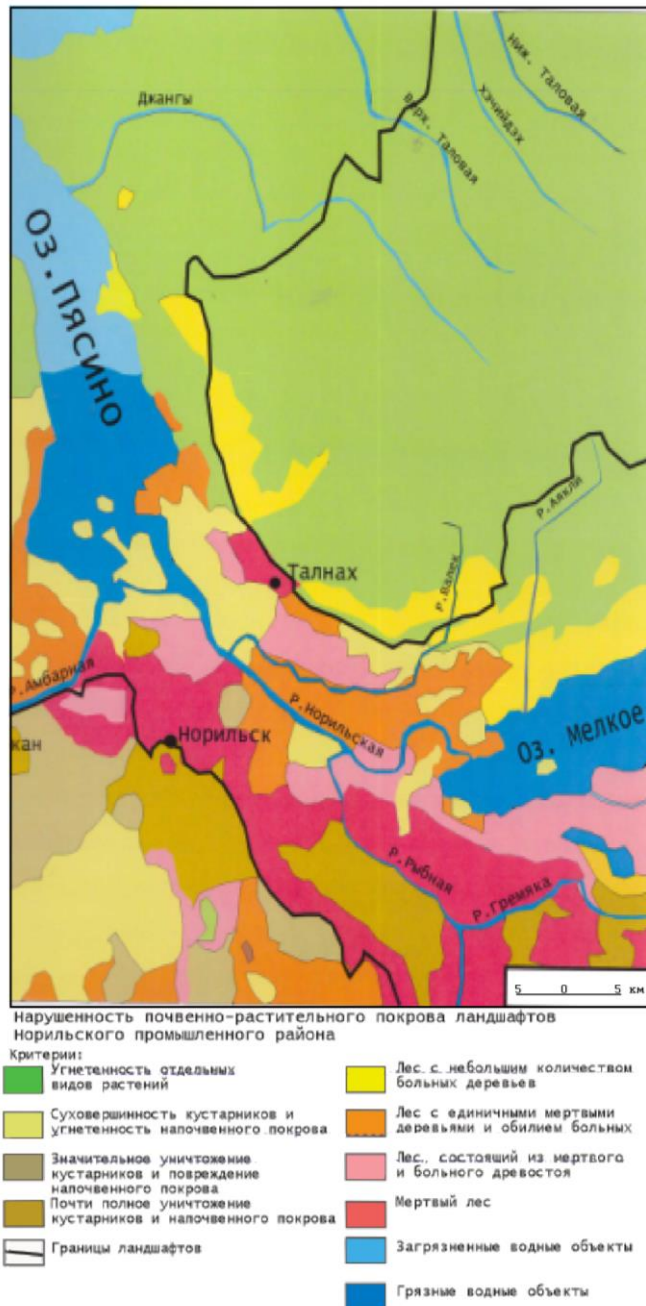 Ниж. Таловая
Хэчийдэх
Верх. Таловая
Джангы
ОЗ. ПЯСИНО
Р. Аякли
Р. Валек
Талнах
Р. Амбарная
Р. Норильская
Норильск
кан
Оз. Мелкое
Р. Рыбная
Р. Гремяка
5 0 5 км
Нарушенность почвенно-растительного покрова ландшафтов
Норильского промышленного района
Критерии:
Угнетенность отдельных
видов растений
Суховершинность кустарников и
угнетенность напочвенного покрова
Значительное уничтожение
кустарников и повреждение
напочвенного покрова
Почти полное уничтожение
кустарников и напочвенного покрова
Границы ландшафтов
Лес с небольшим количеством
больных деревьев
Лес с единичными мертвыми
деревьями и обилием больных
Лес, состоящий из мертвого
и больного древостоя
Мертвый лес
Загрязненные водные объекты
Грязные водные объекты